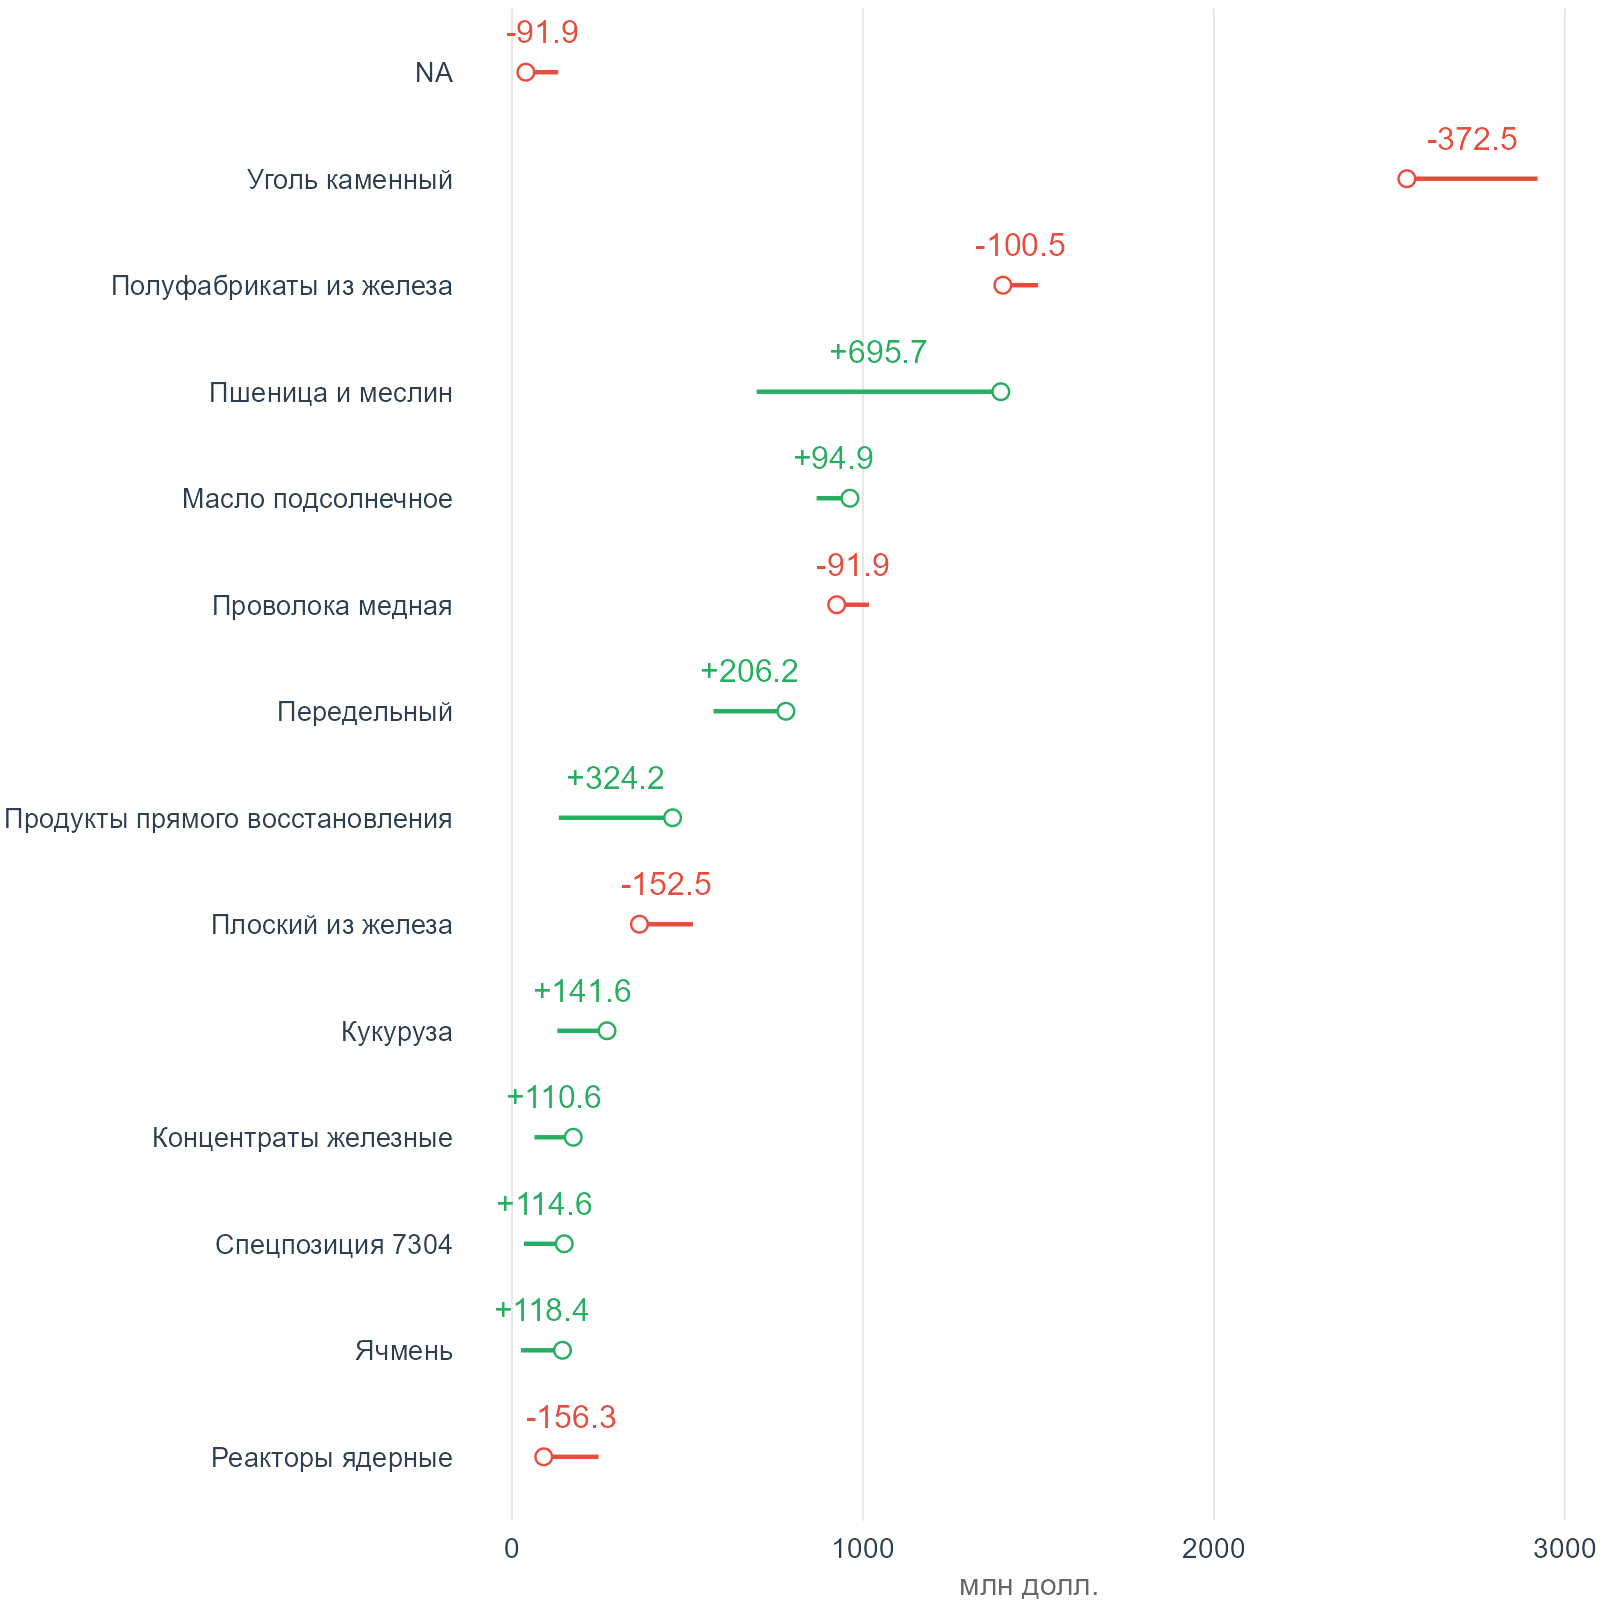 -91.9
NA
-372.5
Уголь каменный
-100.5
Полуфабрикаты из железа
+695.7
Пшеница и меслин
+94.9
Масло подсолнечное
-91.9
Проволока медная
+206.2
Передельный
+324.2
Продукты прямого восстановления
-152.5
Плоский из железа
+141.6
Кукуруза
+110.6
Концентраты железные
+114.6
Спецпозиция 7304
+118.4
Ячмень
-156.3
Реакторы ядерные
0 1000 2000 3000
млн долл.